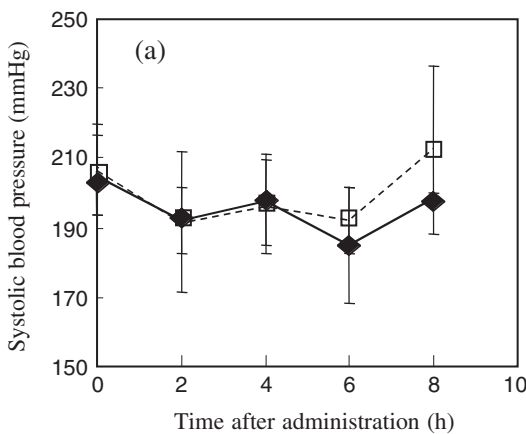 (a)
Systolic blood pressure (mmHg)
250
230
210
190
170
150
0 2 4 6 8 10
Time after administration (h)